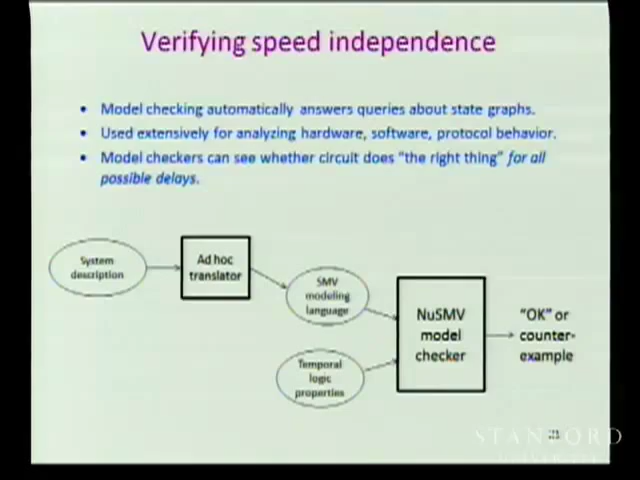 Verifying speed independence
• Model checking automatically answers queries about state graphs.
• Used extensively for analyzing hardware, software, protocol behavior.
• Model checkers can see whether circuit does “the right thing” for all
possible delays.
System
description
Ad hoc
translator
SMV
modeling
language
Temporal
logic
properties
NuSMV
model
checker
“OK” or
counter-
example
STANFORD
UNIVERSITY